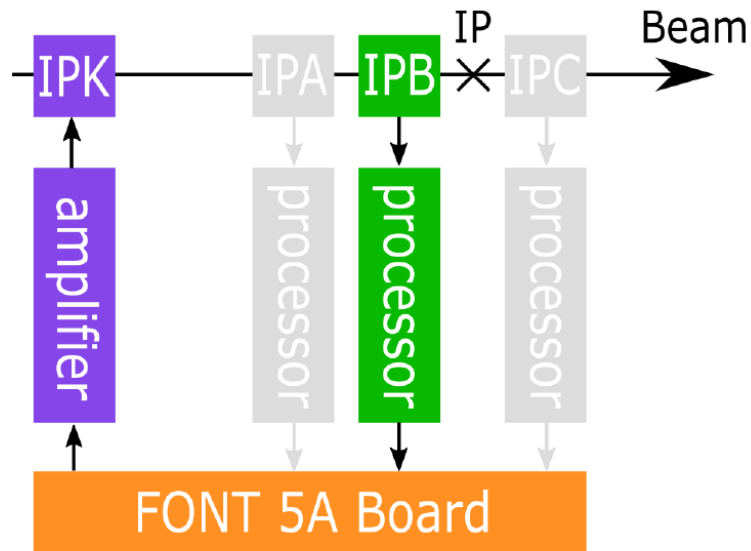 IP
Beam
IPK
IPA
IPB
IPC
amplifier
processor
processor
processor
FONT 5A Board